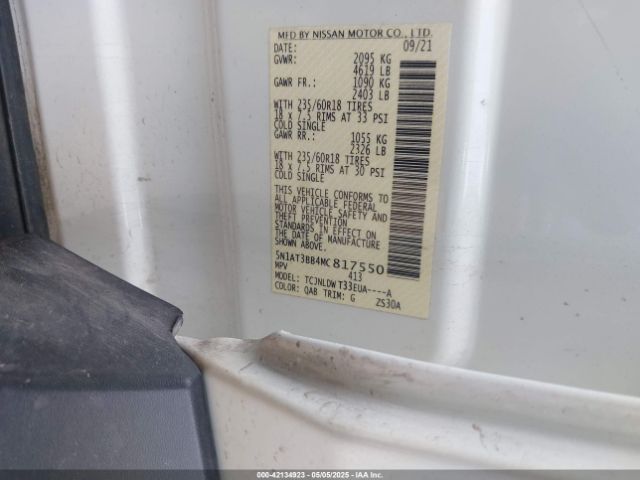 MFD BY NISSAN MOTOR CO., LTD.
DATE: 09/21
GVWR: 2095 KG
4619 LB
GAWR FR.: 1090 KG
2403 LB
WITH 235/60R18 TIRES
18 x 7.5 RIMS AT 33 PSI
COLD SINGLE
GAWR RR.: 1055 KG
2326 LB
WITH 235/60R18 TIRES
18 x 7.5 RIMS AT 30 PSI
COLD SINGLE
THIS VEHICLE CONFORMS TO
ALL APPLICABLE FEDERAL
MOTOR VEHICLE SAFETY AND
THEFT PREVENTION
STANDARDS IN EFFECT ON
THE DATE OF MANUFACTURE
SHOWN ABOVE.
5N1AT3BB4MC817550
MPV 413
MODEL: TCJNLDWT33EUA----A
COLOR: QAB TRIM: G ZS30A
000-42134923 | 05/05/2025 - IAAI.COM